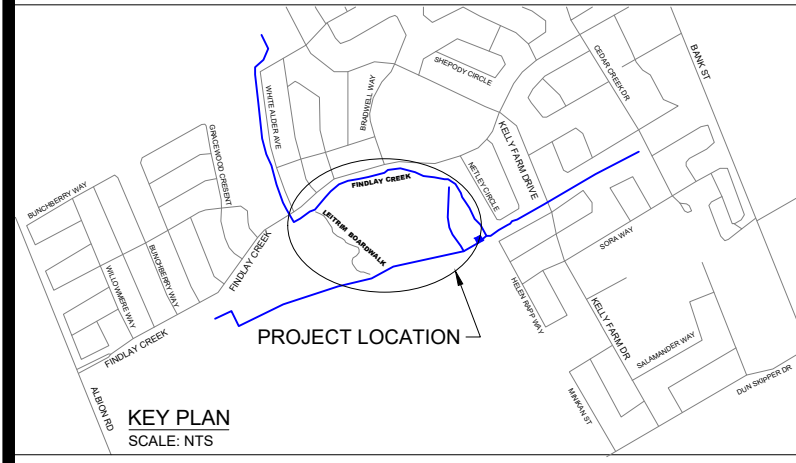 SHEPODY CIRCLE
CEDAR CREEK DR
BANK ST
WHITE ALDER AVE
BRADWELL WAY
GRACEWOOD CRESENT
KELLY FARM DRIVE
NETLEY CIRCLE
FINDLAY CREEK
BUNCHBERRY WAY
LEITRIM BOARDWALK
SORA WAY
FINDLAY CREEK
BUNCHBERRY WAY
WILLOWMERE WAY
HELEN RAPP WAY
KELLY FARM DR
PROJECT LOCATION
FINDLAY CREEK
SALAMANDER WAY
DUN SKIPPER DR
MINIKAN ST
ALBION RD
KEY PLAN
SCALE: NTS